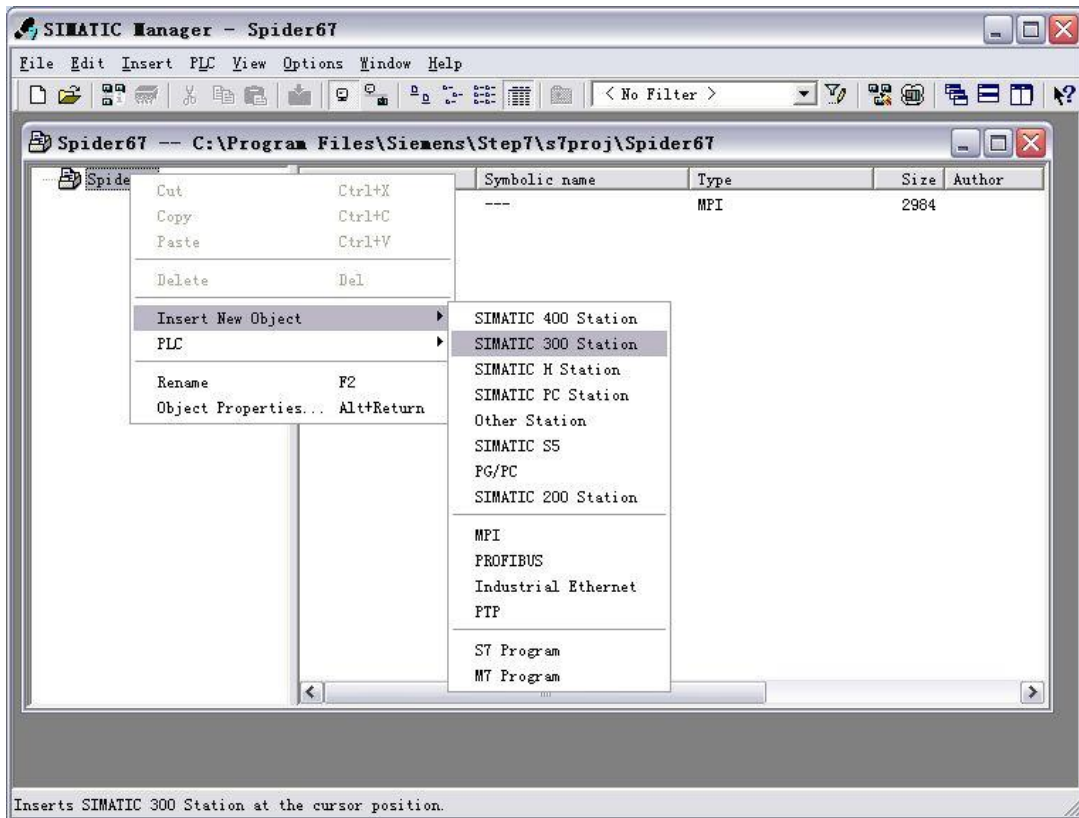 SIMATIC Manager - Spider67
File Edit Insert PLC View Options Window Help
< No Filter >
Spider67 -- C:\Program Files\Siemens\Step7\s7proj\Spider67
Spide
Symbolic name Type Size Author
--- MPI 2984
Cut Ctrl+X
Copy Ctrl+C
Paste Ctrl+V
Delete Del
Insert New Object
PLC
Rename F2
Object Properties... Alt+Return
SIMATIC 400 Station
SIMATIC 300 Station
SIMATIC H Station
SIMATIC PC Station
Other Station
SIMATIC S5
PG/PC
SIMATIC 200 Station
MPI
PROFIBUS
Industrial Ethernet
PTP
S7 Program
M7 Program
Inserts SIMATIC 300 Station at the cursor position.